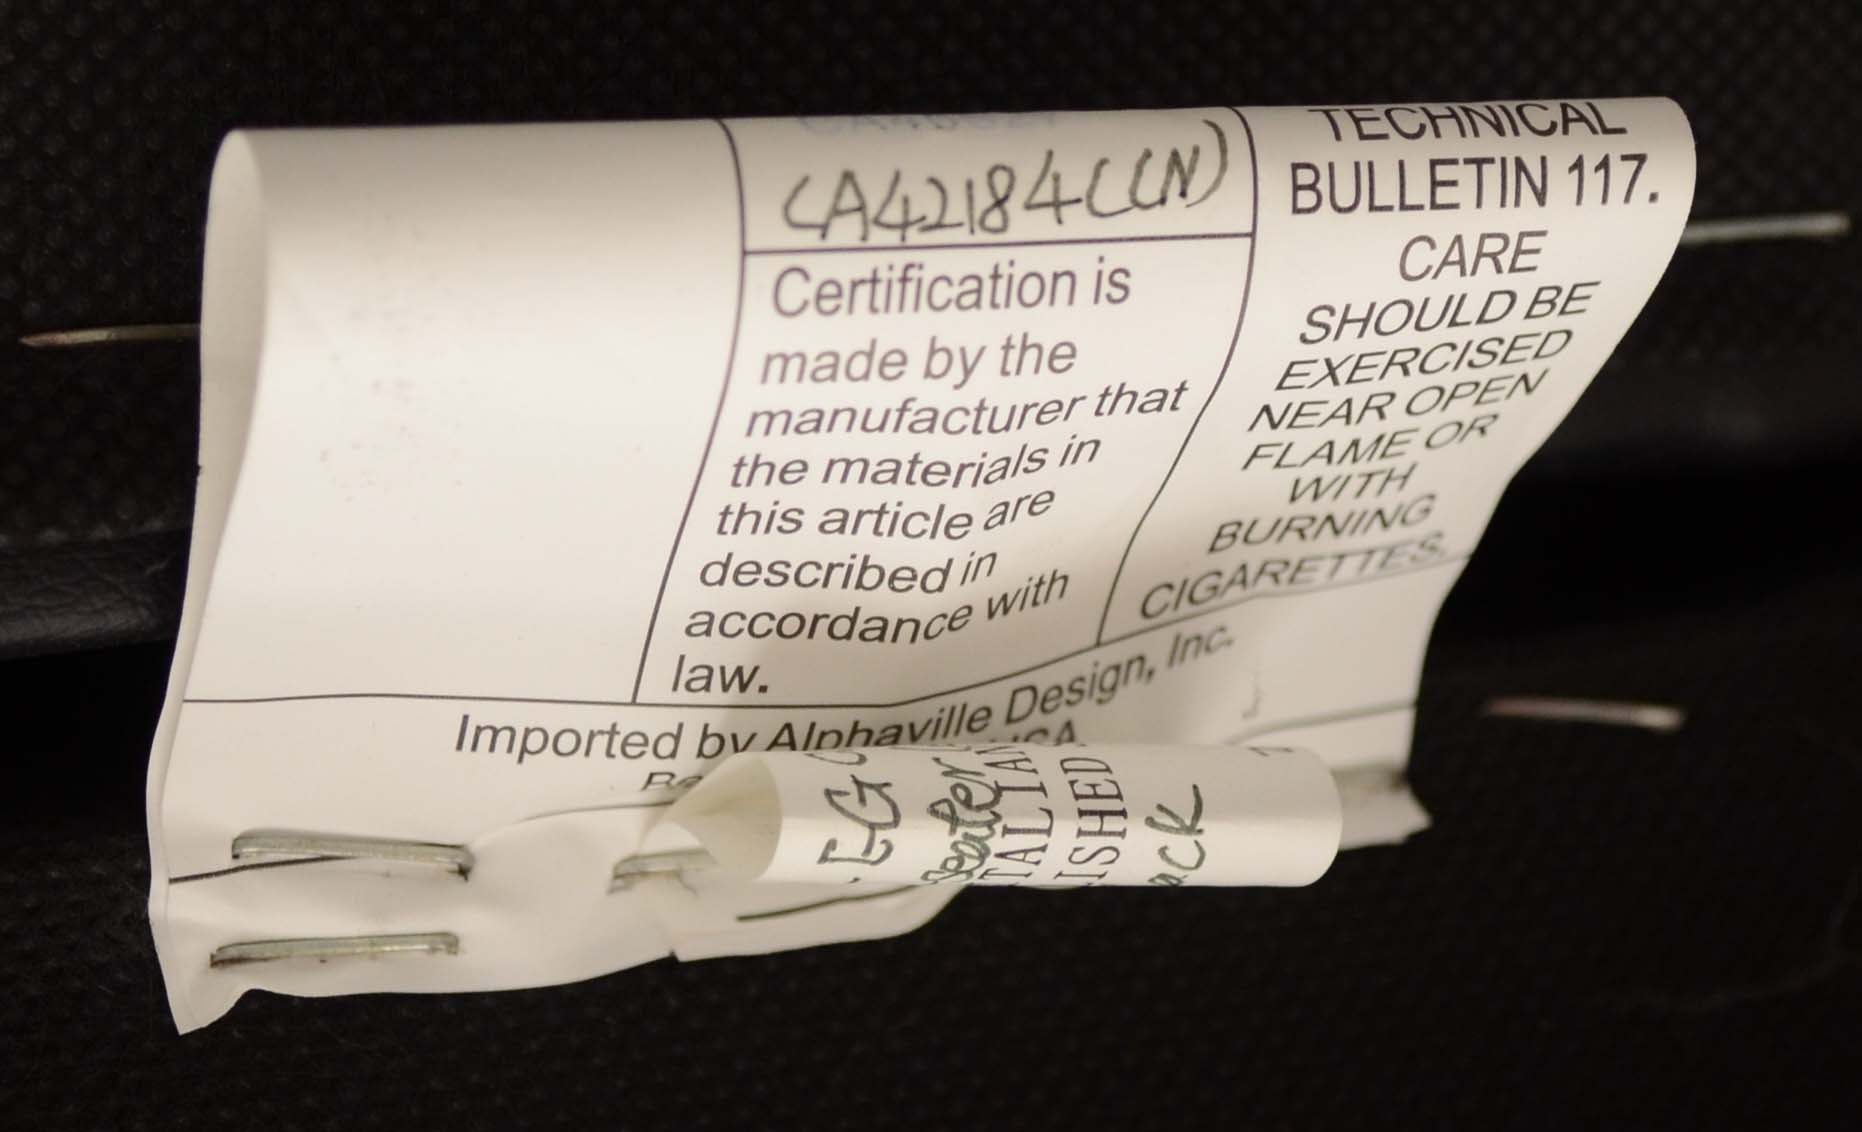 CA42184(CN)
Certification is
made by the
manufacturer that
the materials in
this article are
described in
accordance with
law.
TECHNICAL
BULLETIN 117.
CARE
SHOULD BE
EXERCISED
NEAR OPEN
FLAME OR
WITH
BURNING
CIGARETTES.
Imported by Alphaville Design, Inc.